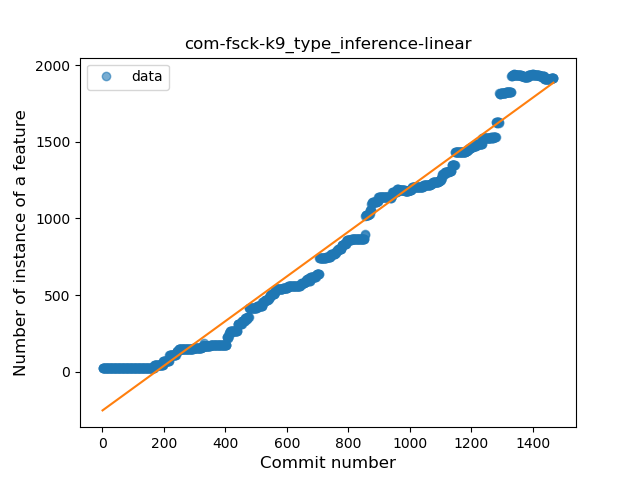 com-fsck-k9_type_inference-linear
data
Number of instance of a feature
2000
1500
1000
500
0
0 200 400 600 800 1000 1200 1400
Commit number